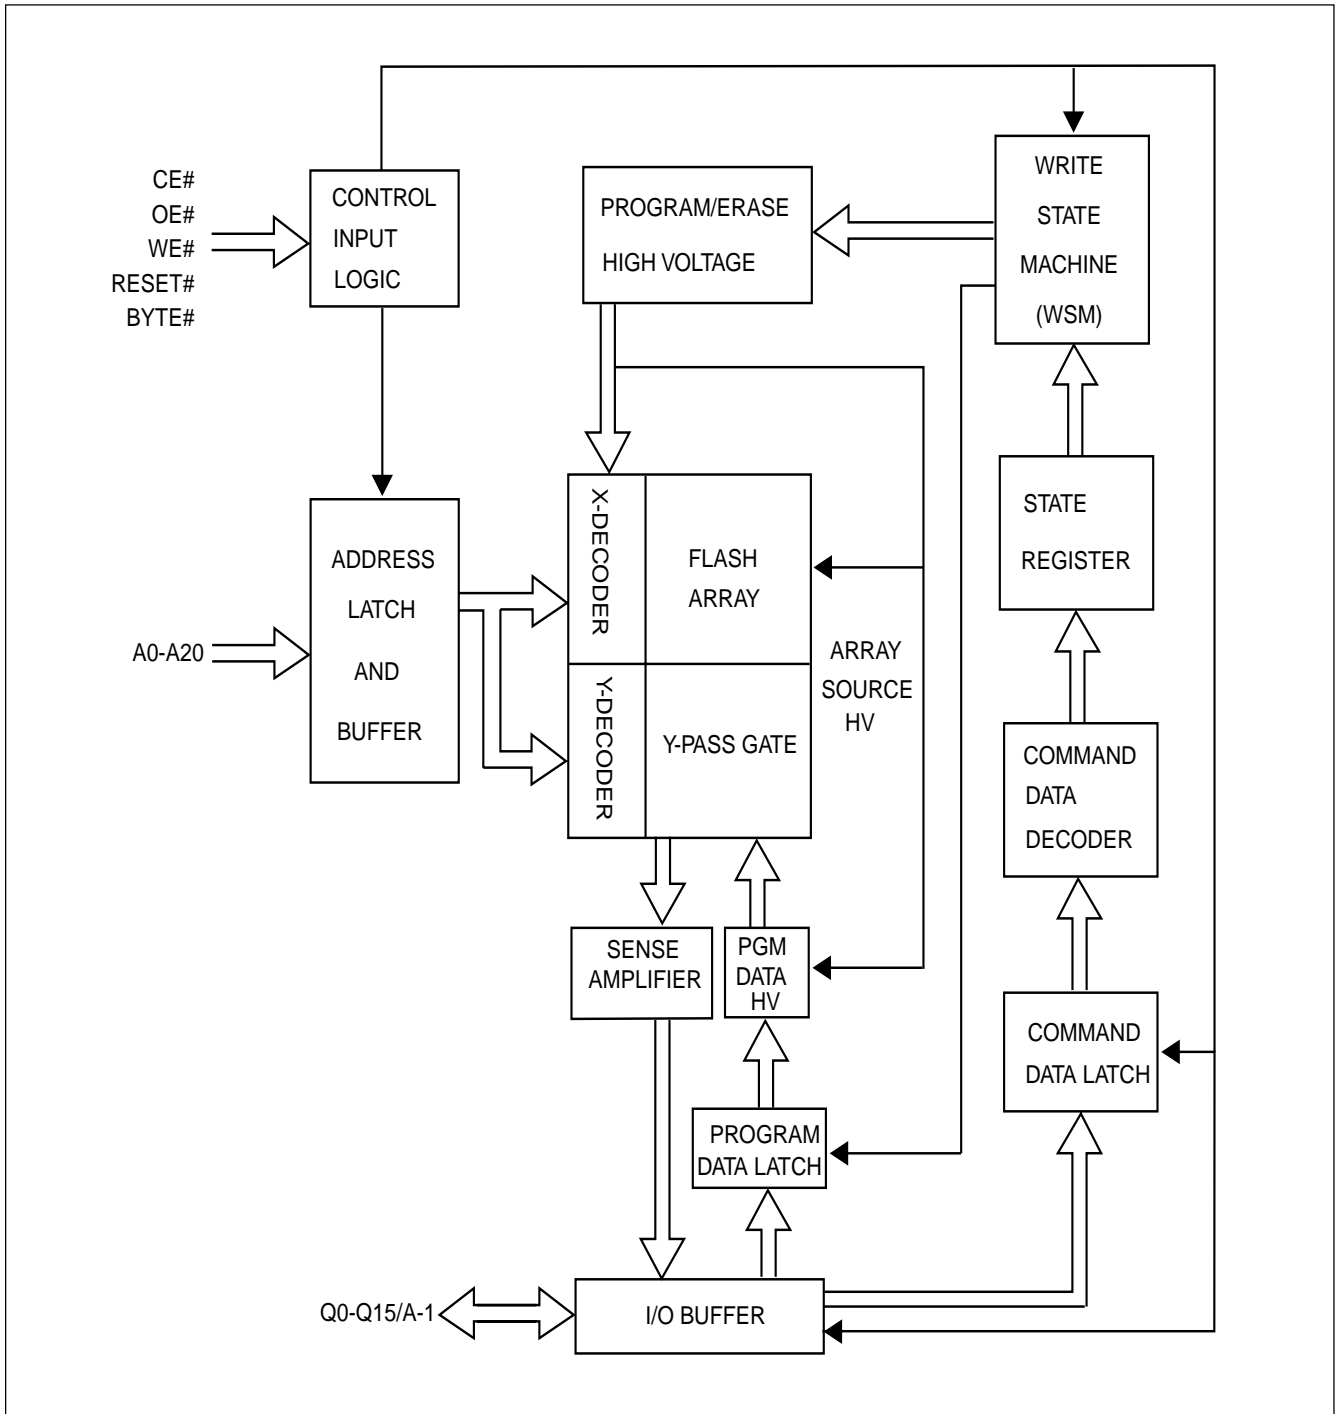 CE#
OE#
WE#
RESET#
BYTE#
CONTROL
INPUT
LOGIC
PROGRAM/ERASE
HIGH VOLTAGE
WRITE
STATE
MACHINE
(WSM)
STATE
REGISTER
A0-A20
ADDRESS
LATCH
AND
BUFFER
X-DECODER
FLASH
ARRAY
Y-DECODER
Y-PASS GATE
ARRAY
SOURCE
HV
COMMAND
DATA
DECODER
SENSE
AMPLIFIER
PGM
DATA
HV
COMMAND
DATA LATCH
PROGRAM
DATA LATCH
Q0-Q15/A-1
I/O BUFFER